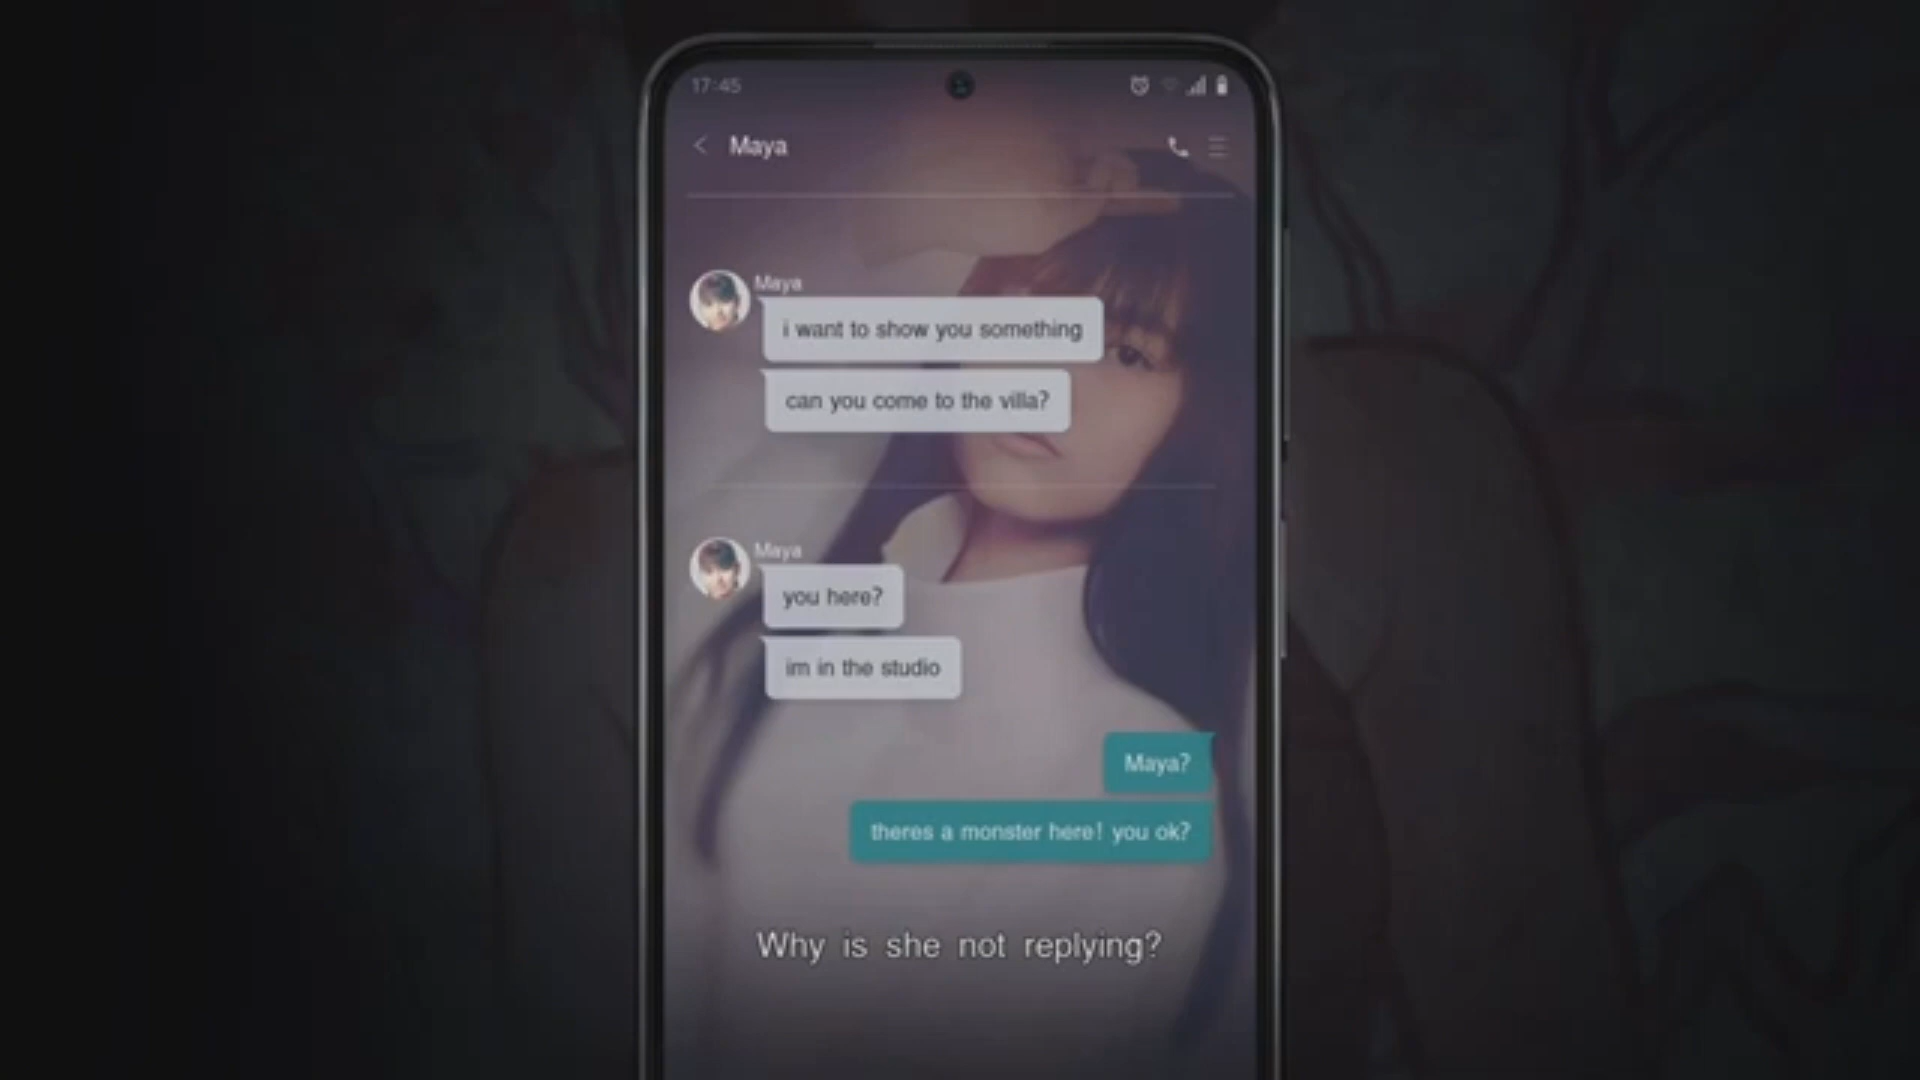 17:45
Maya
Maya
i want to show you something
can you come to the villa?
Maya
you here?
im in the studio
Maya?
theres a monster here! you ok?
Why is she not replying?